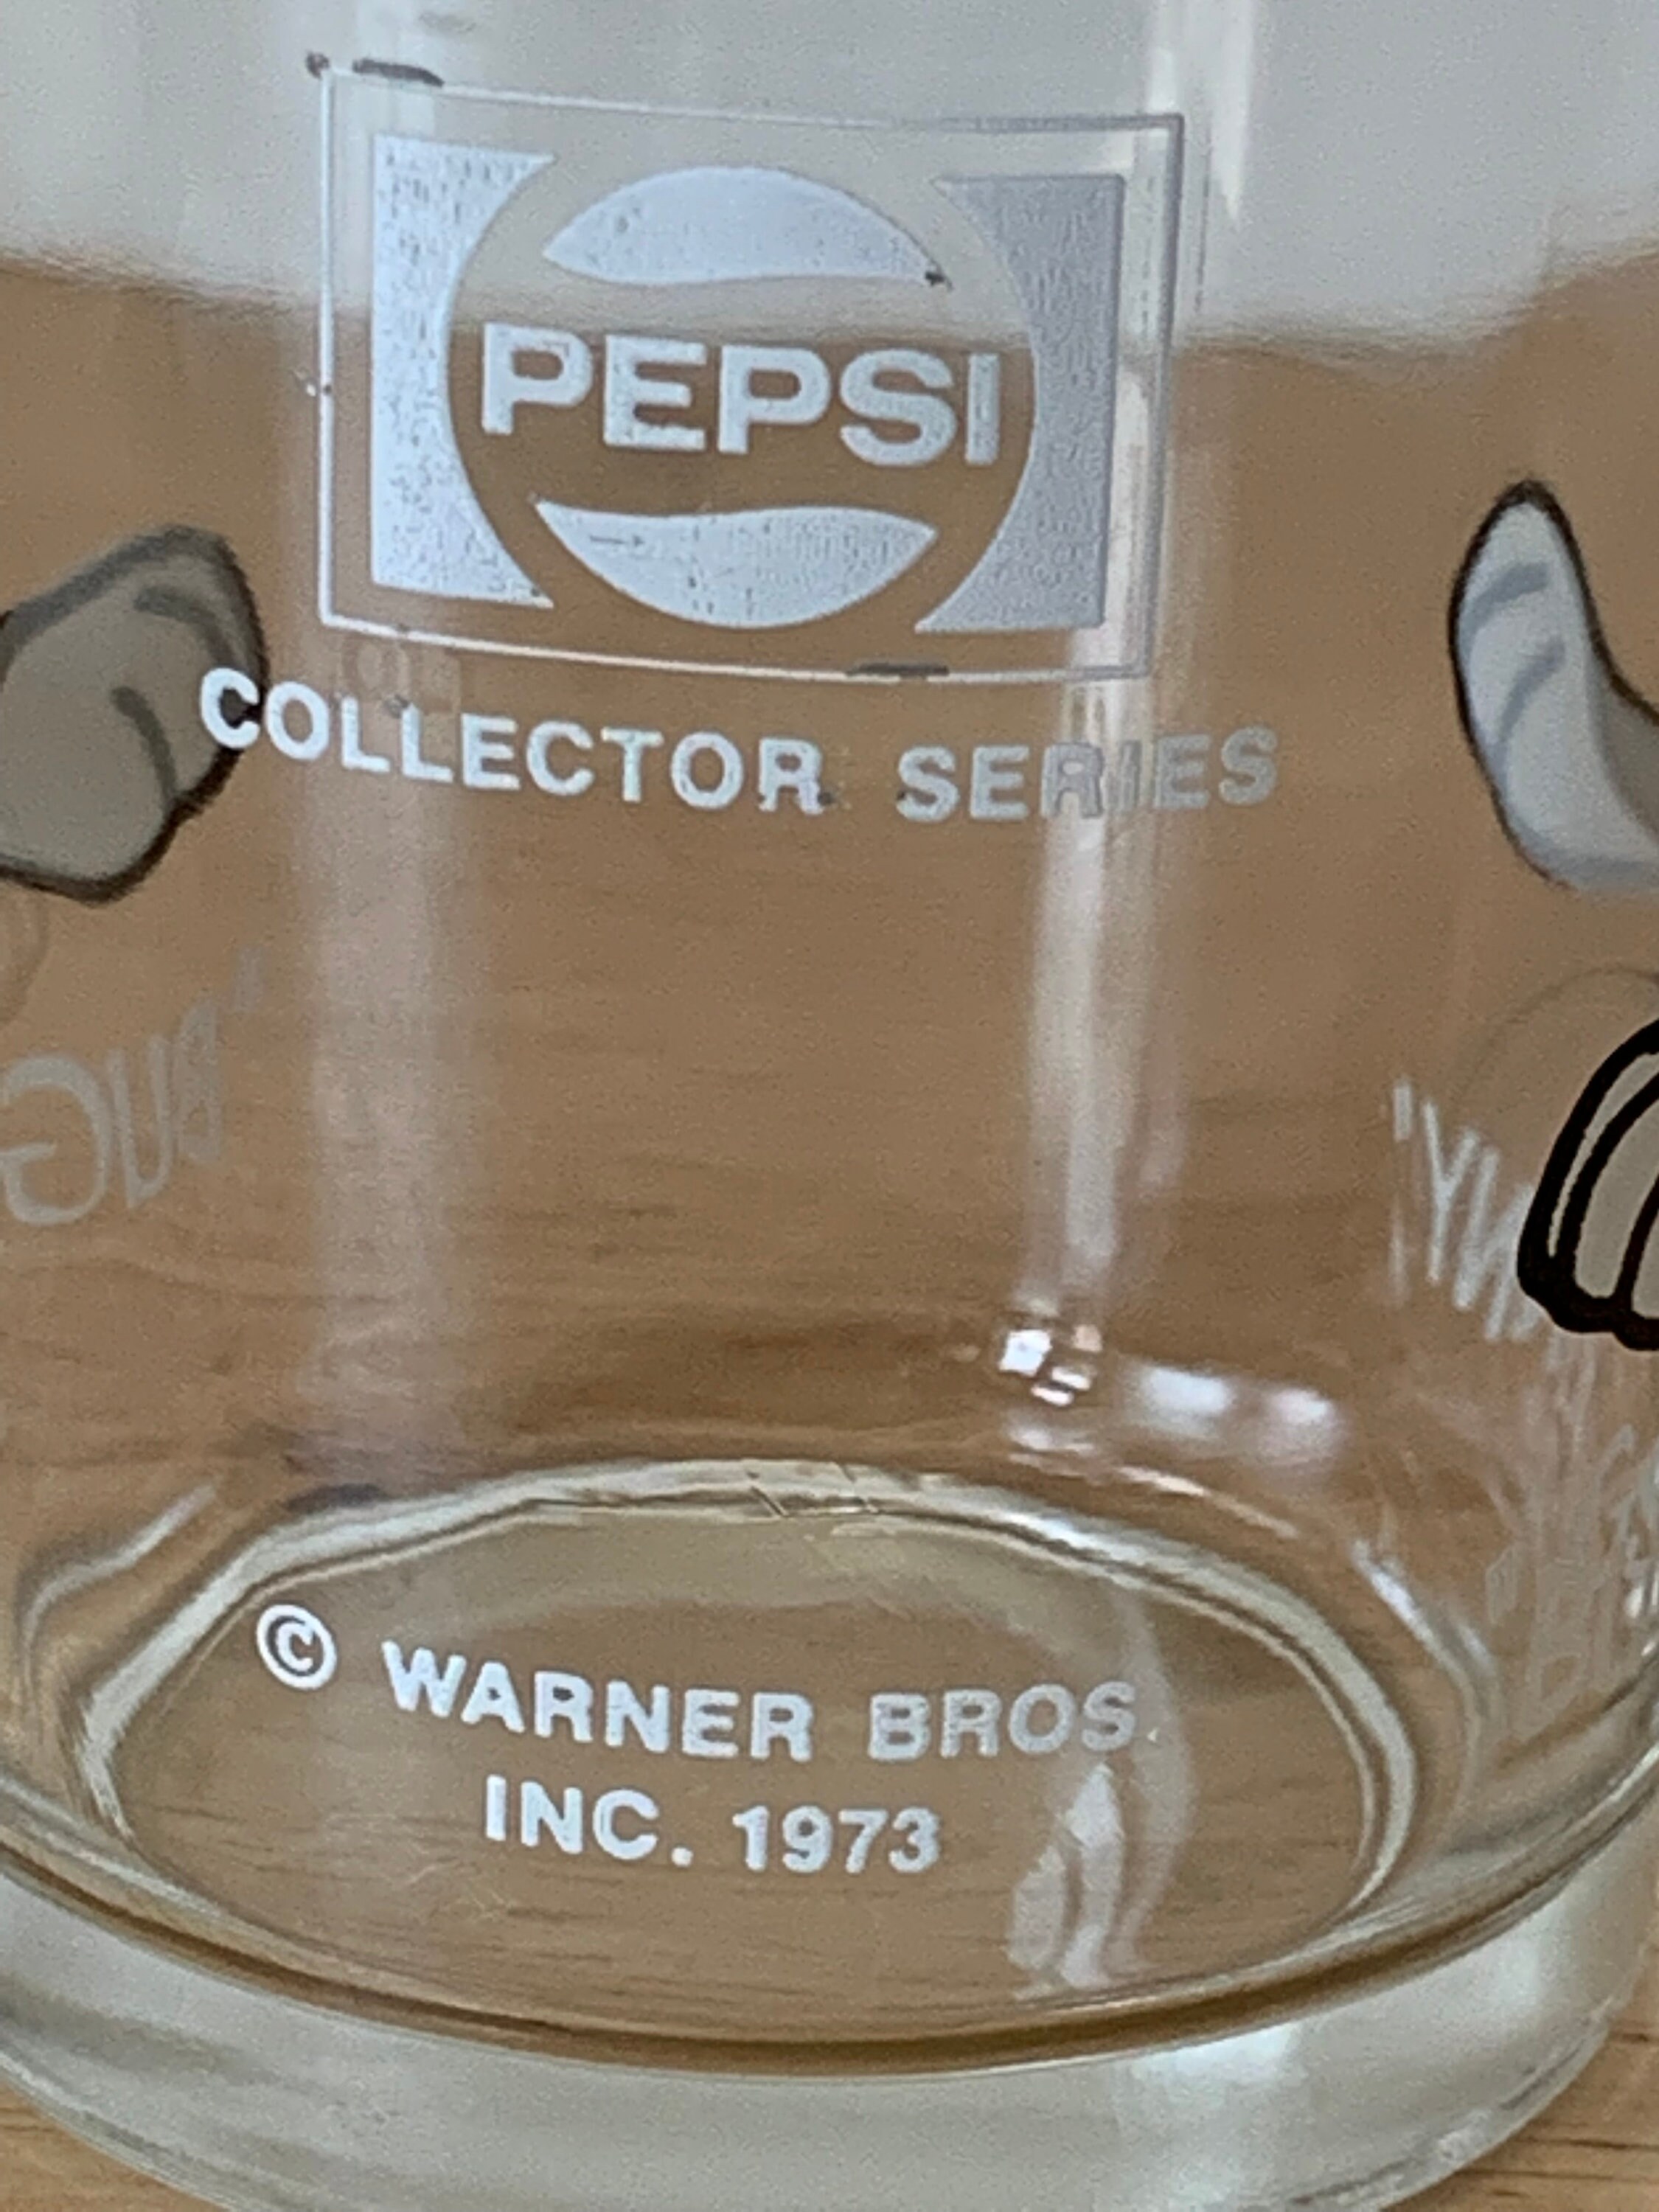 PEPSI
COLLECTOR SERIES
© WARNER BROS.
INC. 1973